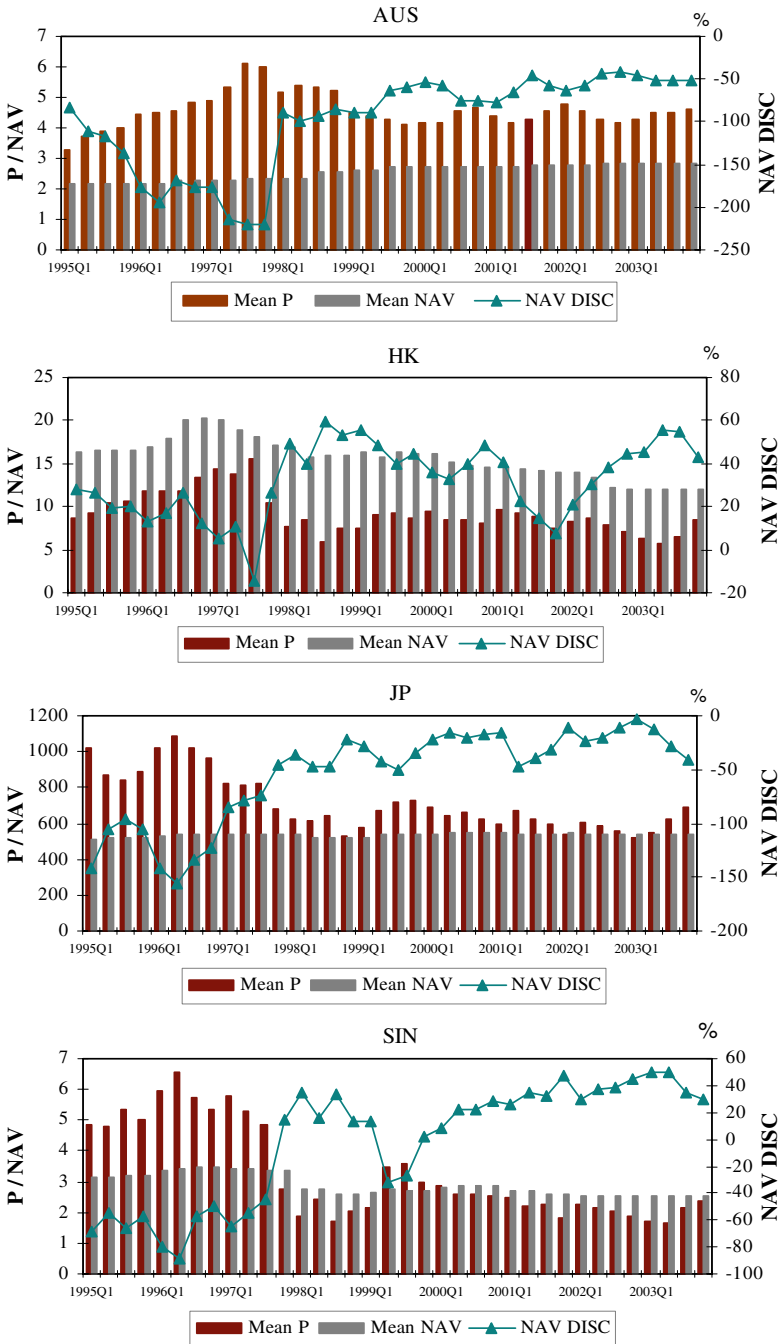 AUS
%
P / NAV
7
6
5
4
3
2
1
0
0
-50
-100
-150
-200
-250
NAV DISC
1995Q1 1996Q1 1997Q1 1998Q1 1999Q1 2000Q1 2001Q1 2002Q1 2003Q1
Mean P Mean NAV NAV DISC
HK
%
P / NAV
25
20
15
10
5
0
80
60
40
20
0
-20
NAV DISC
1995Q1 1996Q1 1997Q1 1998Q1 1999Q1 2000Q1 2001Q1 2002Q1 2003Q1
Mean P Mean NAV NAV DISC
JP
%
P / NAV
1200
1000
800
600
400
200
0
0
-50
-100
-150
-200
NAV DISC
1995Q1 1996Q1 1997Q1 1998Q1 1999Q1 2000Q1 2001Q1 2002Q1 2003Q1
Mean P Mean NAV NAV DISC
SIN
%
P / NAV
7
6
5
4
3
2
1
0
60
40
20
0
-20
-40
-60
-80
-100
NAV DISC
1995Q1 1996Q1 1997Q1 1998Q1 1999Q1 2000Q1 2001Q1 2002Q1 2003Q1
Mean P Mean NAV NAV DISC